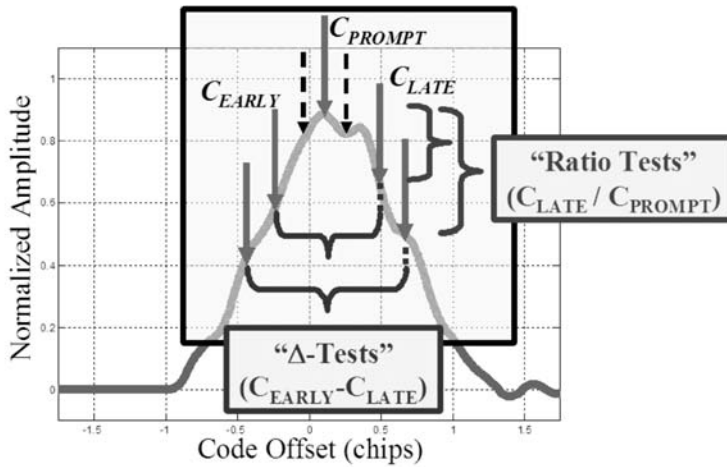 C_PROMPT
C_LATE
C_EARLY
Normalized Amplitude
1
0.8
0.6
0.4
0.2
0
“Ratio Tests”
(C_LATE / C_PROMPT)
“Δ-Tests”
(C_EARLY-C_LATE)
-1.5 -1 -0.5 0 0.5 1 1.5
Code Offset (chips)